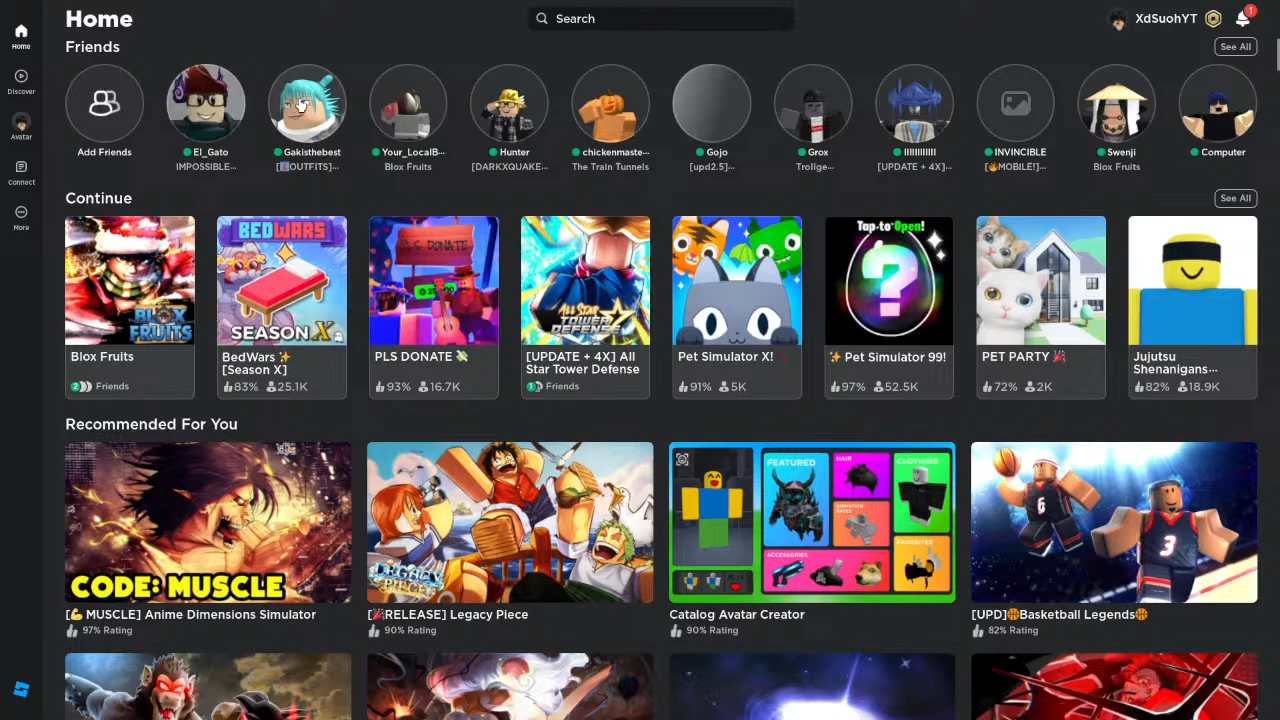 Home
Search
XdSuohYT
1
Friends
See All
Home
Discover
Avatar
Connect
More
Add Friends
El_Gato
IMPOSSIBLE...
Gakisthebest
OUTFITS]...
Your_LocalB...
Blox Fruits
Hunter
[DARKXQUAKE...
chickenmaste...
The Train Tunnels
Gojo
[upd2.5]...
Grox
Trollge...
[UPDATE + 4X]...
INVINCIBLE
[🔥MOBILE!]...
Swenji
Blox Fruits
Computer
Continue
See All
BLOX FRUITS
Blox Fruits
2 Friends
BEDWARS
SEASON X
BedWars ✨
[Season X]
83% 25.1K
PLS DONATE
PLS DONATE 💸
93% 16.7K
ALL STAR
TOWER
DEFENSE
[UPDATE + 4X] All
Star Tower Defense
1 Friends
Pet Simulator X!
91% 5K
Tap to Open!
?
✨ Pet Simulator 99!
97% 52.5K
PET PARTY 🎉
72% 2K
Jujutsu
Shenanigans...
82% 18.9K
Recommended For You
CODE: MUSCLE
[💪 MUSCLE] Anime Dimensions Simulator
97% Rating
LEGACY
PIECE
[🎉RELEASE] Legacy Piece
90% Rating
FEATURED
HAIR
CLOTHING
FAVORITES
ACCESSORIES
Catalog Avatar Creator
90% Rating
6
3
[UPD]🏀Basketball Legends🏀
82% Rating